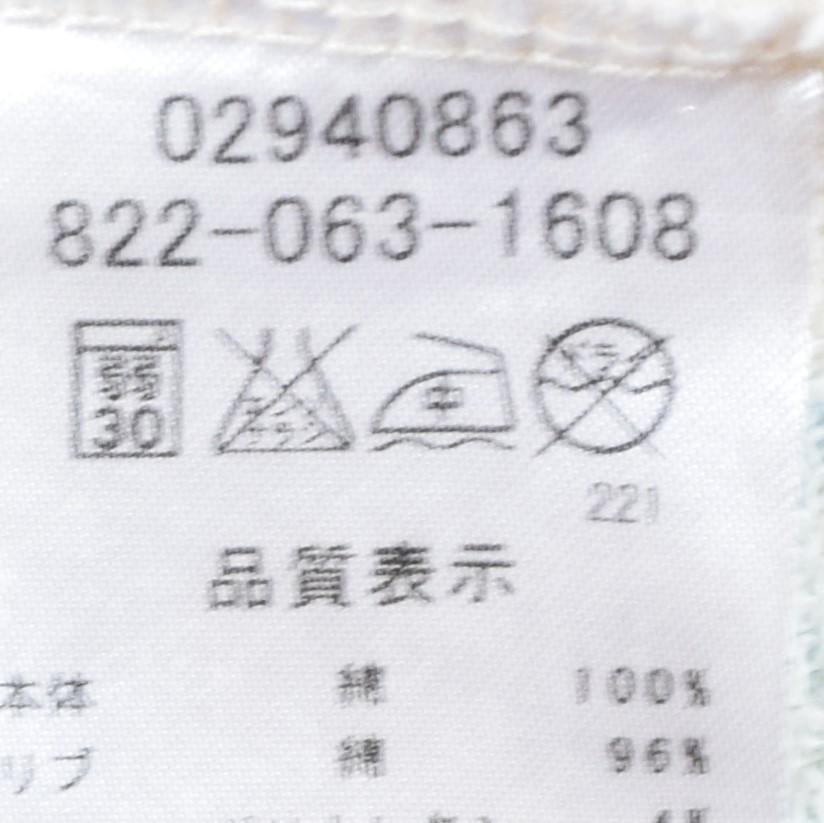 02940863
822-063-1608
弱 30 中
221
品質表示
本体 綿 100%
リブ 綿 96%
4%